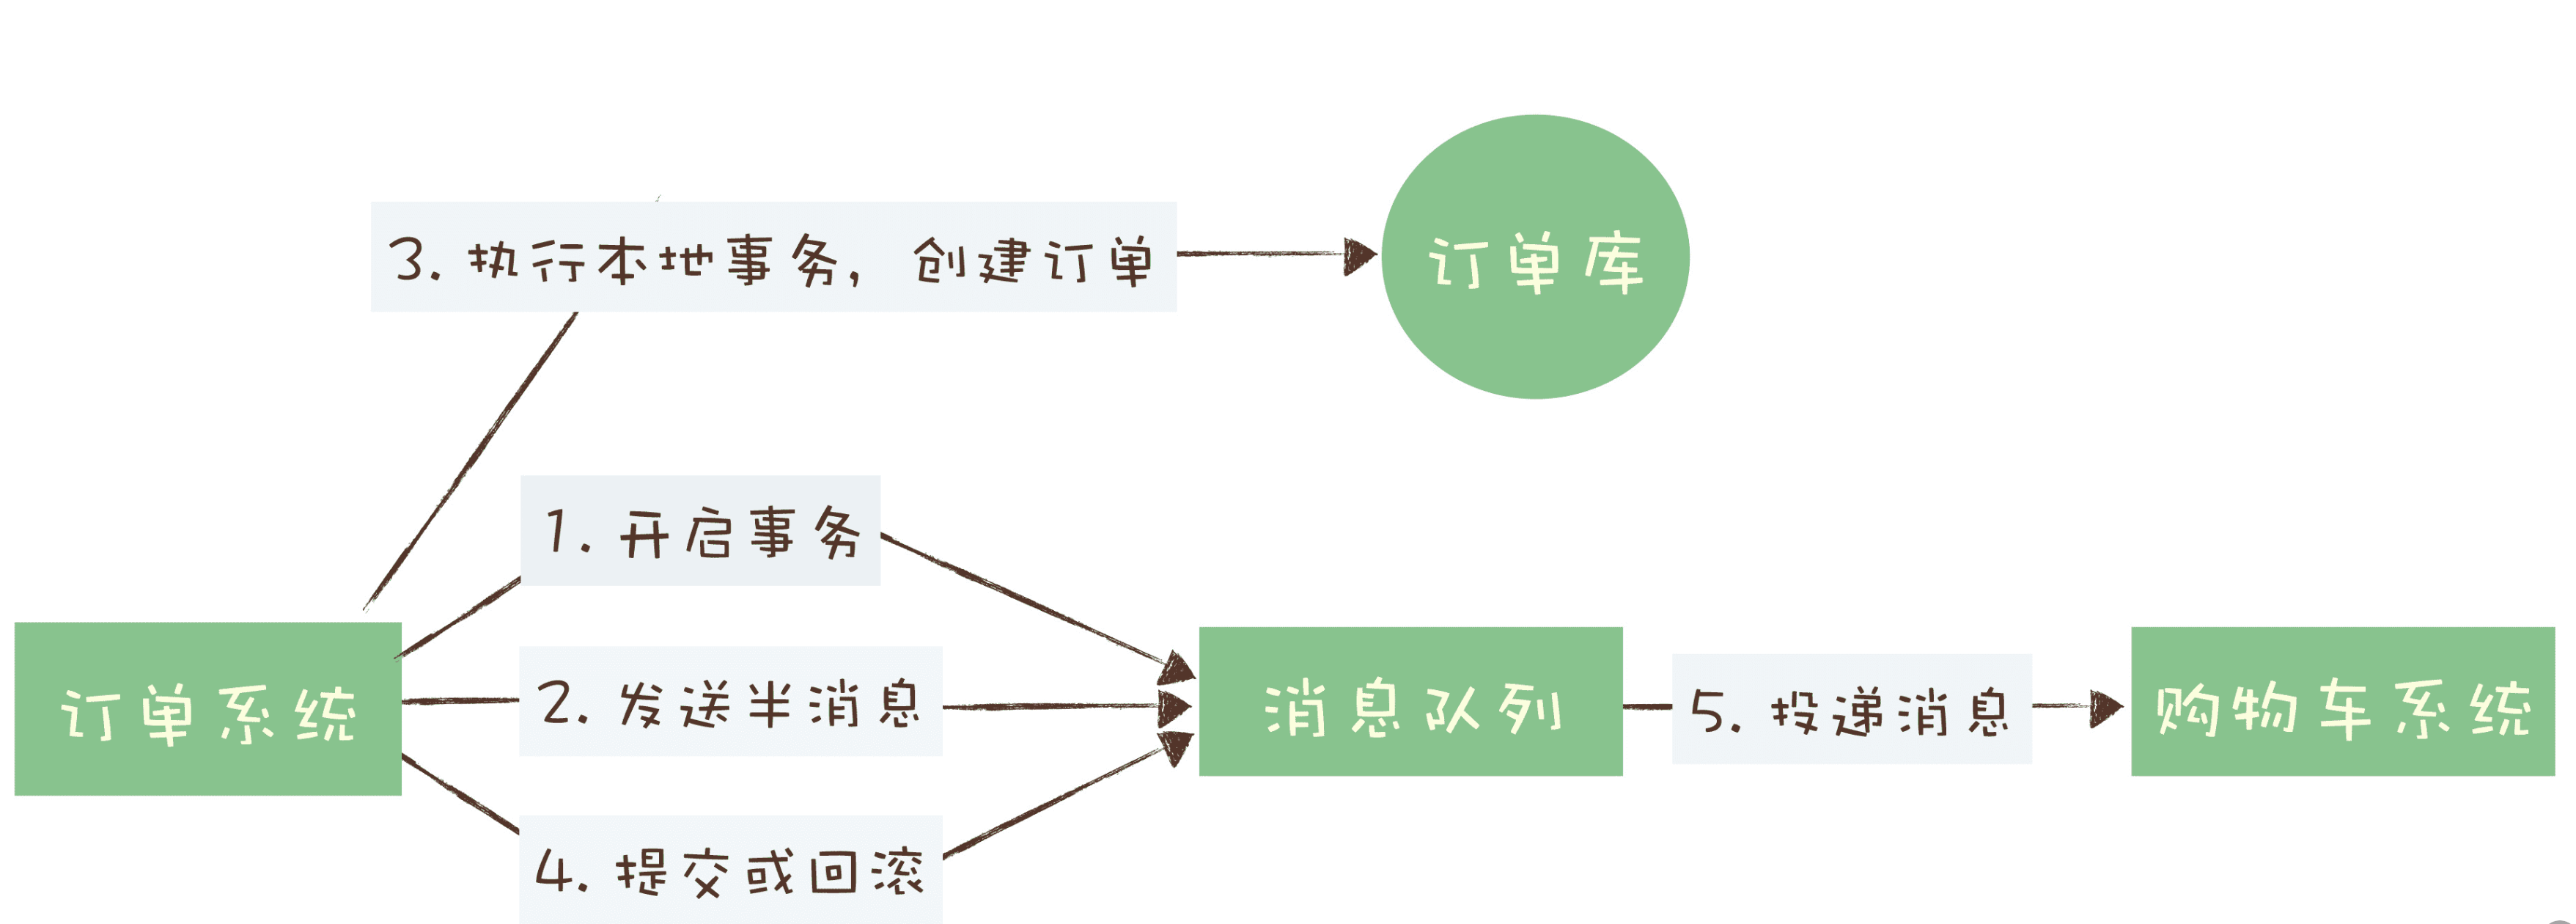 3. 执行本地事务, 创建订单
订单库
1. 开启事务
订单系统
2. 发送半消息
消息队列
5. 投递消息
购物车系统
4. 提交或回滚